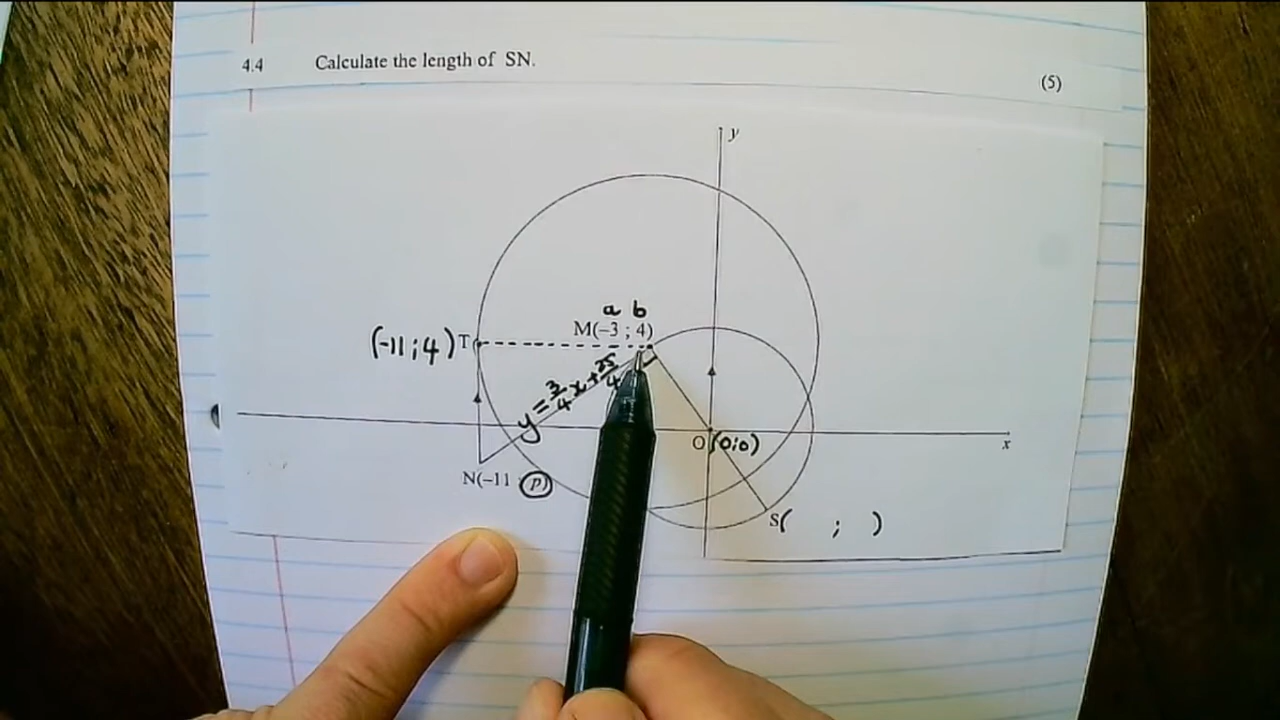 4.4 Calculate the length of SN.
(5)
y
a b
M(–3 ; 4)
(-11;4) T
y = 3/4 x + 25/4
O (0;0)
x
N(–11 ; p)
S( ; )